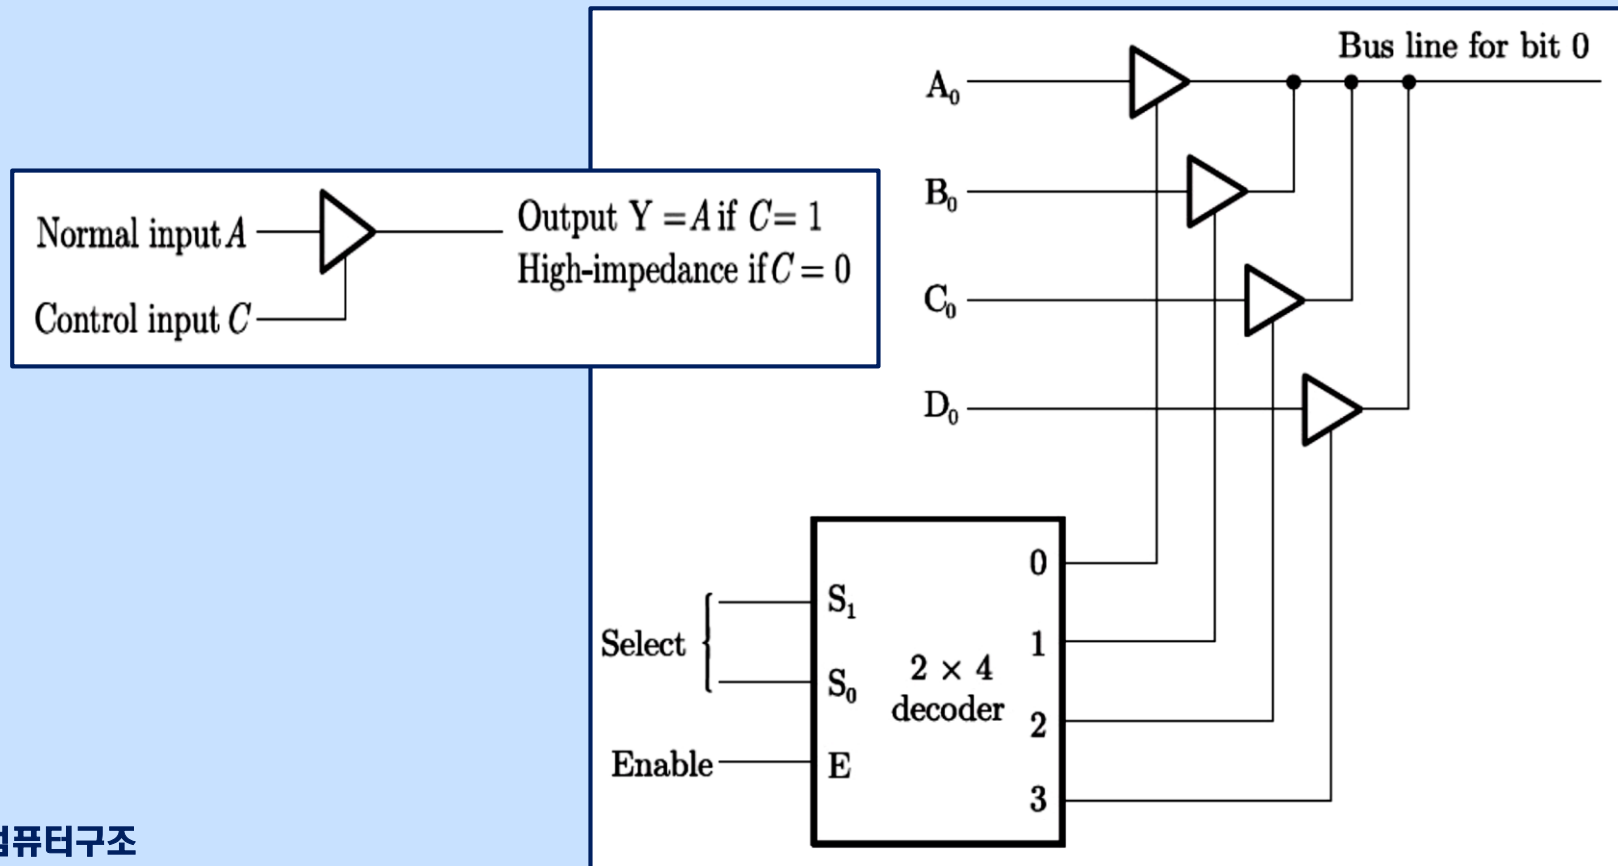 Normal input A
Control input C
Output Y = A if C = 1
High-impedance if C = 0
Bus line for bit 0
A₀
B₀
C₀
D₀
Select
S₁
S₀
Enable
E
2 × 4
decoder
0
1
2
3
퓨터구조